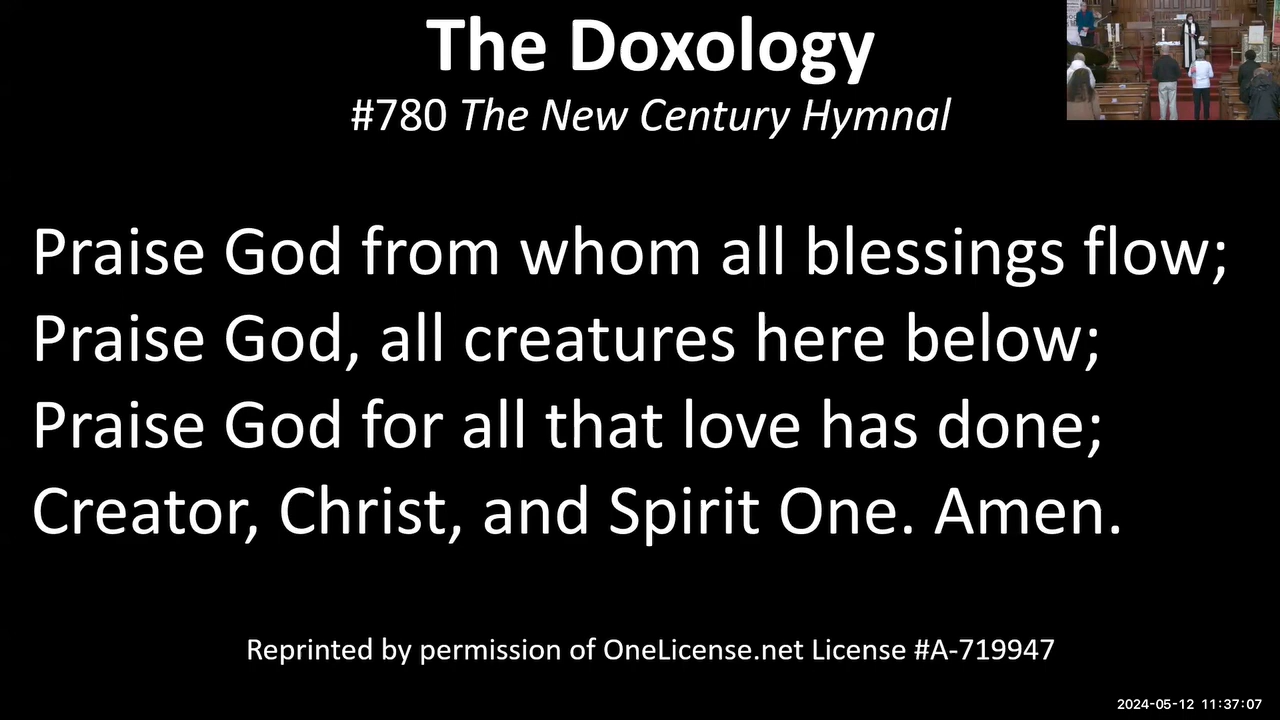 The Doxology
#780 The New Century Hymnal
Praise God from whom all blessings flow;
Praise God, all creatures here below;
Praise God for all that love has done;
Creator, Christ, and Spirit One. Amen.
Reprinted by permission of OneLicense.net License #A-719947
2024-05-12 11:37:07